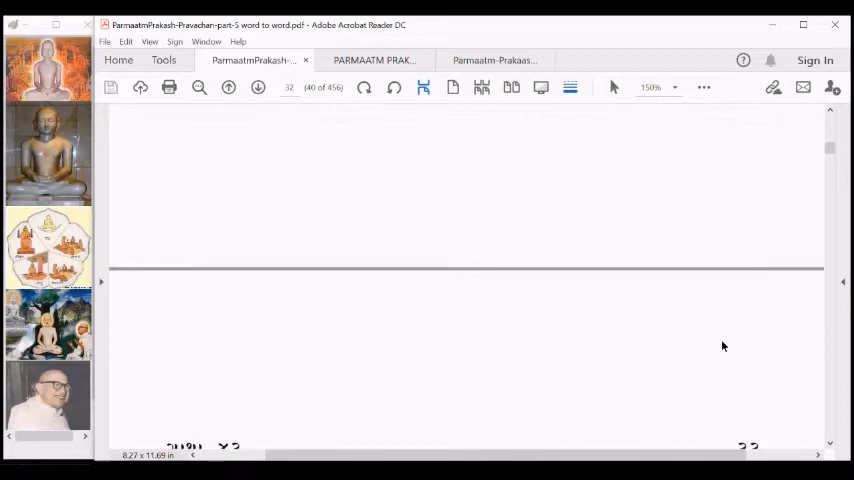 ParmaatmPrakash-Pravachan-part-5 word to word.pdf - Adobe Acrobat Reader DC
File Edit View Sign Window Help
Home Tools ParmaatmPrakash-... × PARMAATM PRAK... Parmaatm-Prakaas... Sign In
32 (40 of 456) 150%
8.27 x 11.69 in